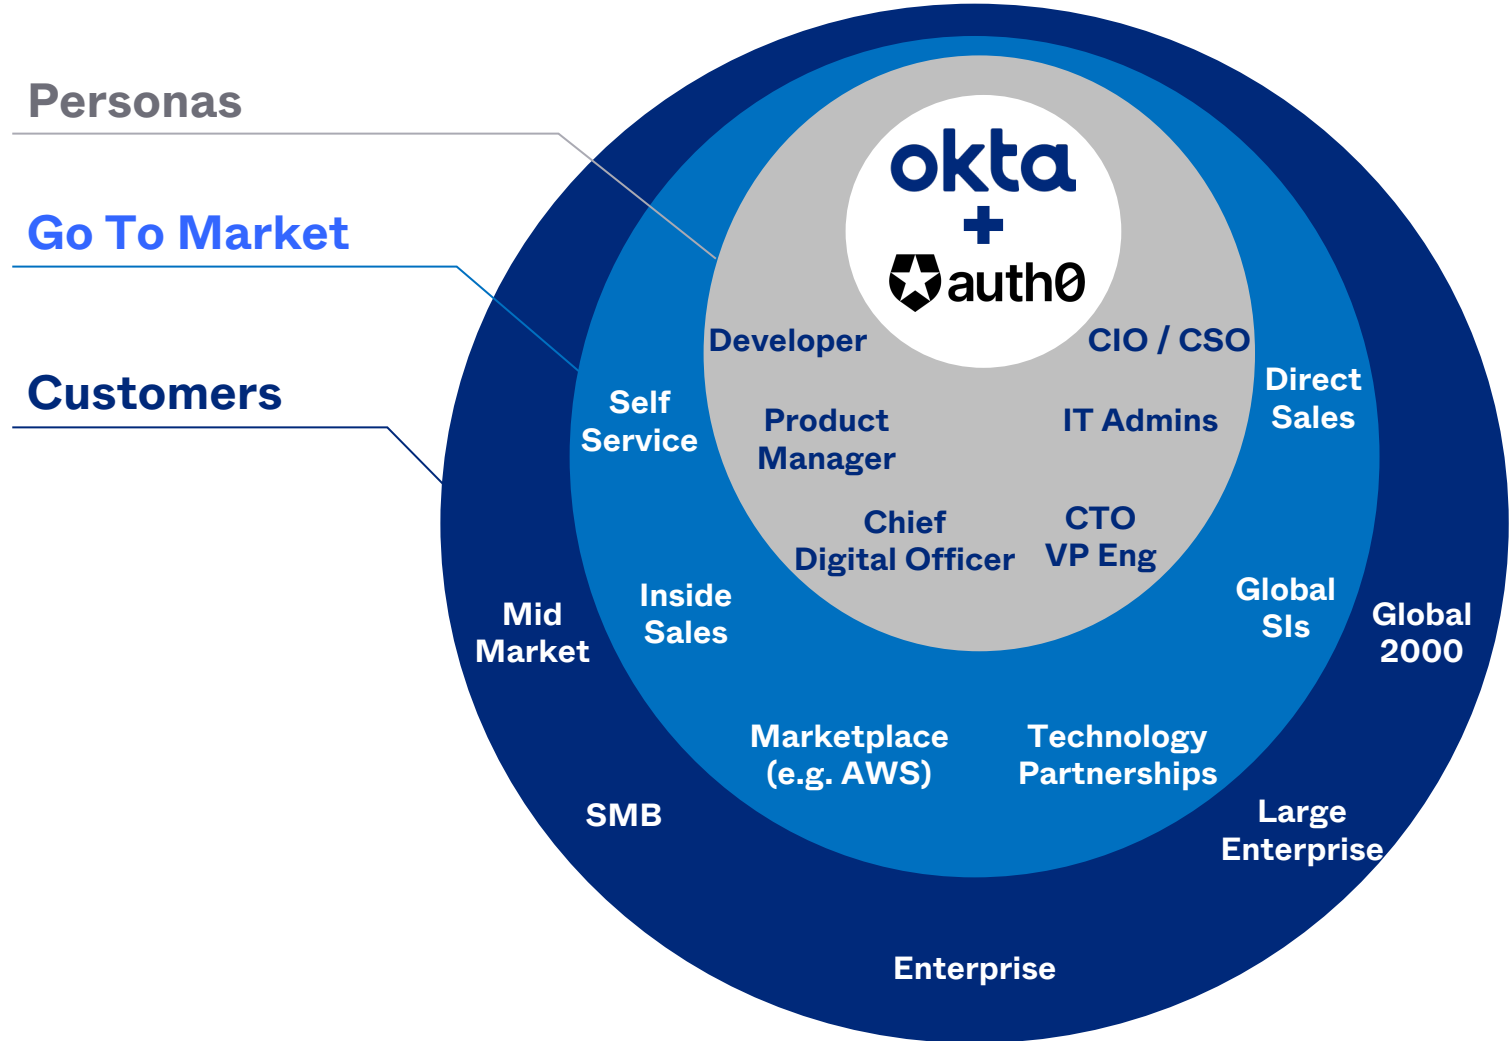 Personas
Go To Market
Customers
okta
+
auth0
Developer
CIO / CSO
Product
Manager
IT Admins
Chief
Digital Officer
CTO
VP Eng
Self
Service
Direct
Sales
Inside
Sales
Global
SIs
Marketplace
(e.g. AWS)
Technology
Partnerships
Mid
Market
Global
2000
SMB
Large
Enterprise
Enterprise